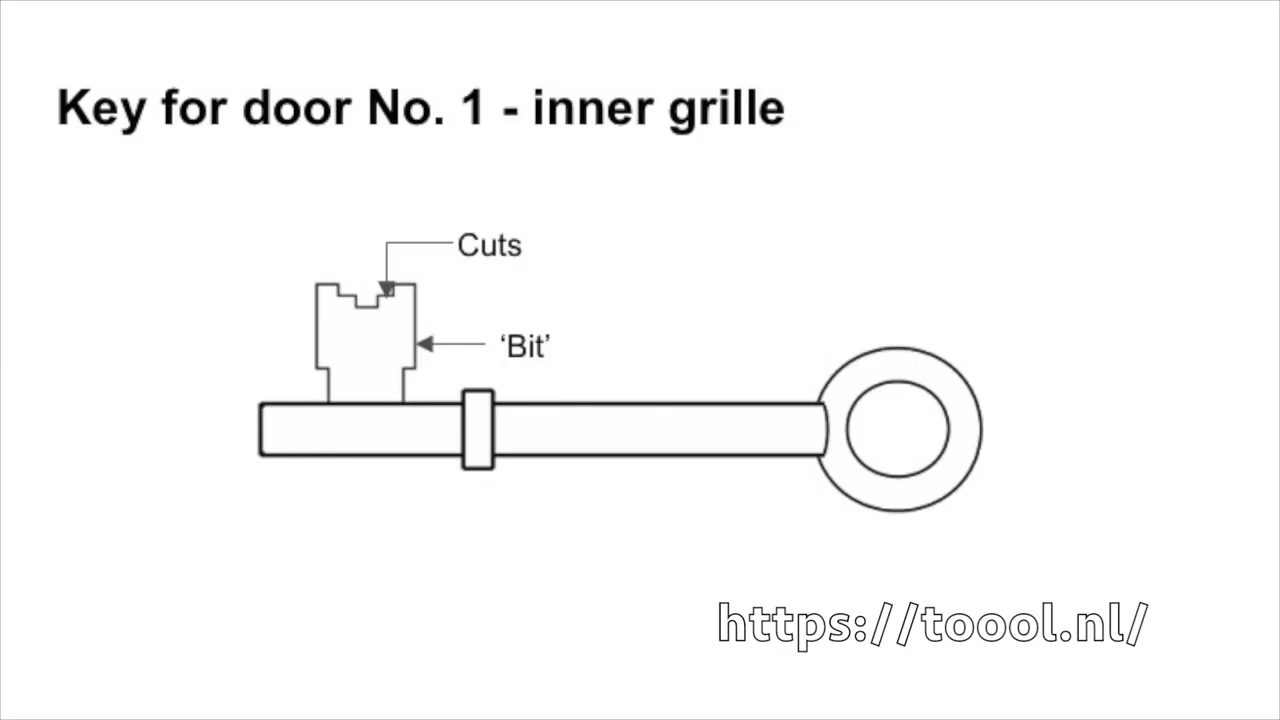 Key for door No. 1 - inner grille
Cuts
‘Bit’
https://toool.nl/